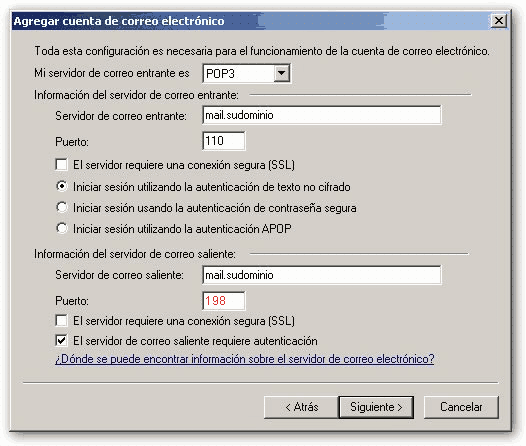 Agregar cuenta de correo electrónico
Toda esta configuración es necesaria para el funcionamiento de la cuenta de correo electrónico.
Mi servidor de correo entrante es POP3
Información del servidor de correo entrante:
Servidor de correo entrante: mail.sudominio
Puerto: 110
El servidor requiere una conexión segura (SSL)
Iniciar sesión utilizando la autenticación de texto no cifrado
Iniciar sesión usando la autenticación de contraseña segura
Iniciar sesión utilizando la autenticación APOP
Información del servidor de correo saliente:
Servidor de correo saliente: mail.sudominio
Puerto: 198
El servidor requiere una conexión segura (SSL)
El servidor de correo saliente requiere autenticación
¿Dónde se puede encontrar información sobre el servidor de correo electrónico?
< Atrás Siguiente > Cancelar